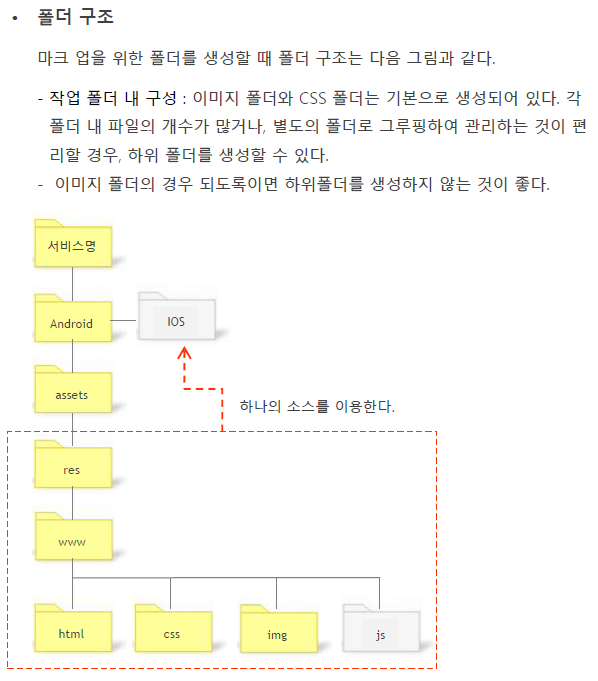 • 폴더 구조
마크 업을 위한 폴더를 생성할 때 폴더 구조는 다음 그림과 같다.
- 작업 폴더 내 구성 : 이미지 폴더와 CSS 폴더는 기본으로 생성되어 있다. 각
폴더 내 파일의 개수가 많거나, 별도의 폴더로 그루핑하여 관리하는 것이 편
리할 경우, 하위 폴더를 생성할 수 있다.
- 이미지 폴더의 경우 되도록이면 하위폴더를 생성하지 않는 것이 좋다.
서비스명
Android
IOS
assets
하나의 소스를 이용한다.
res
www
html
css
img
js